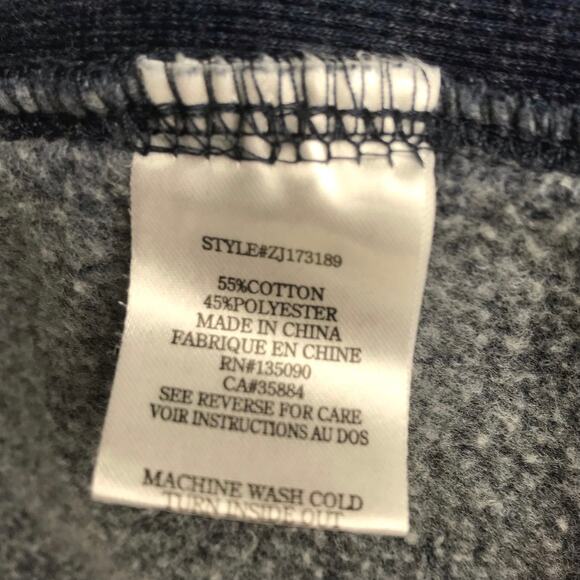 STYLE#ZJ173189
55%COTTON
45%POLYESTER
MADE IN CHINA
FABRIQUE EN CHINE
RN#135090
CA#35884
SEE REVERSE FOR CARE
VOIR INSTRUCTIONS AU DOS
MACHINE WASH COLD
TURN INSIDE OUT